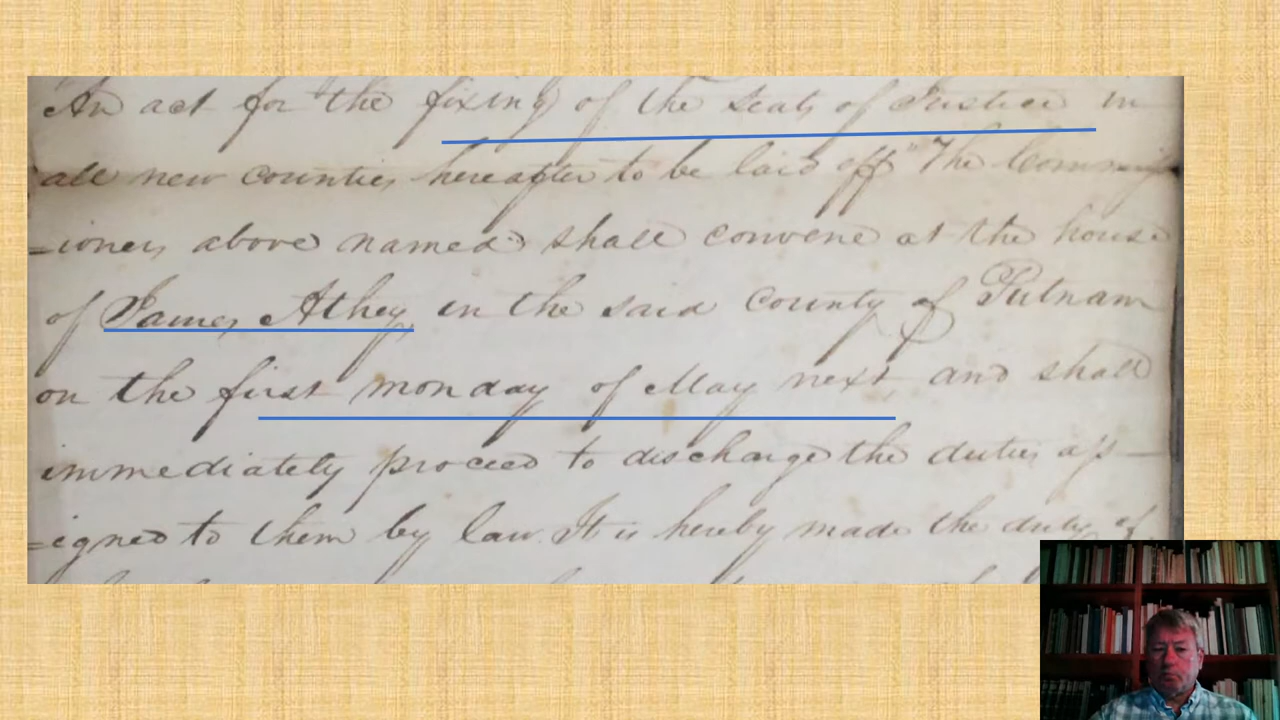 An act for the fixing of the Seats of Justice in
all new counties hereafter to be laid off" The Commiss
=ioners above named shall convene at the house
of James Athey in the said County of Putnam
on the first monday of May next and shall
immediately proceed to discharge the duties ass
=igned to them by law. It is hereby made the duty of